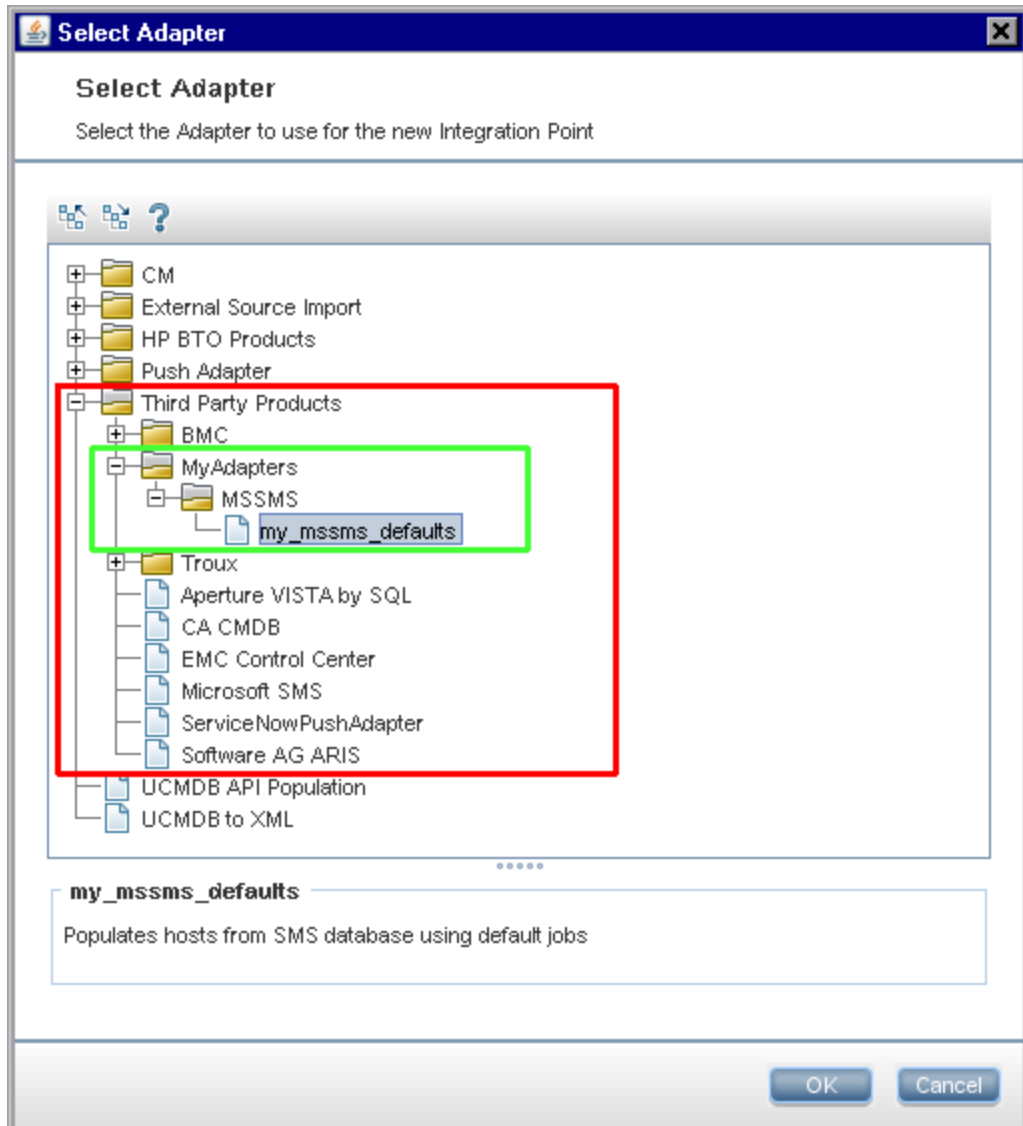 Select Adapter
Select Adapter
Select the Adapter to use for the new Integration Point
CM
External Source Import
HP BTO Products
Push Adapter
Third Party Products
BMC
MyAdapters
MSSMS
my_mssms_defaults
Troux
Aperture VISTA by SQL
CA CMDB
EMC Control Center
Microsoft SMS
ServiceNowPushAdapter
Software AG ARIS
UCMDB API Population
UCMDB to XML
my_mssms_defaults
Populates hosts from SMS database using default jobs
OK Cancel